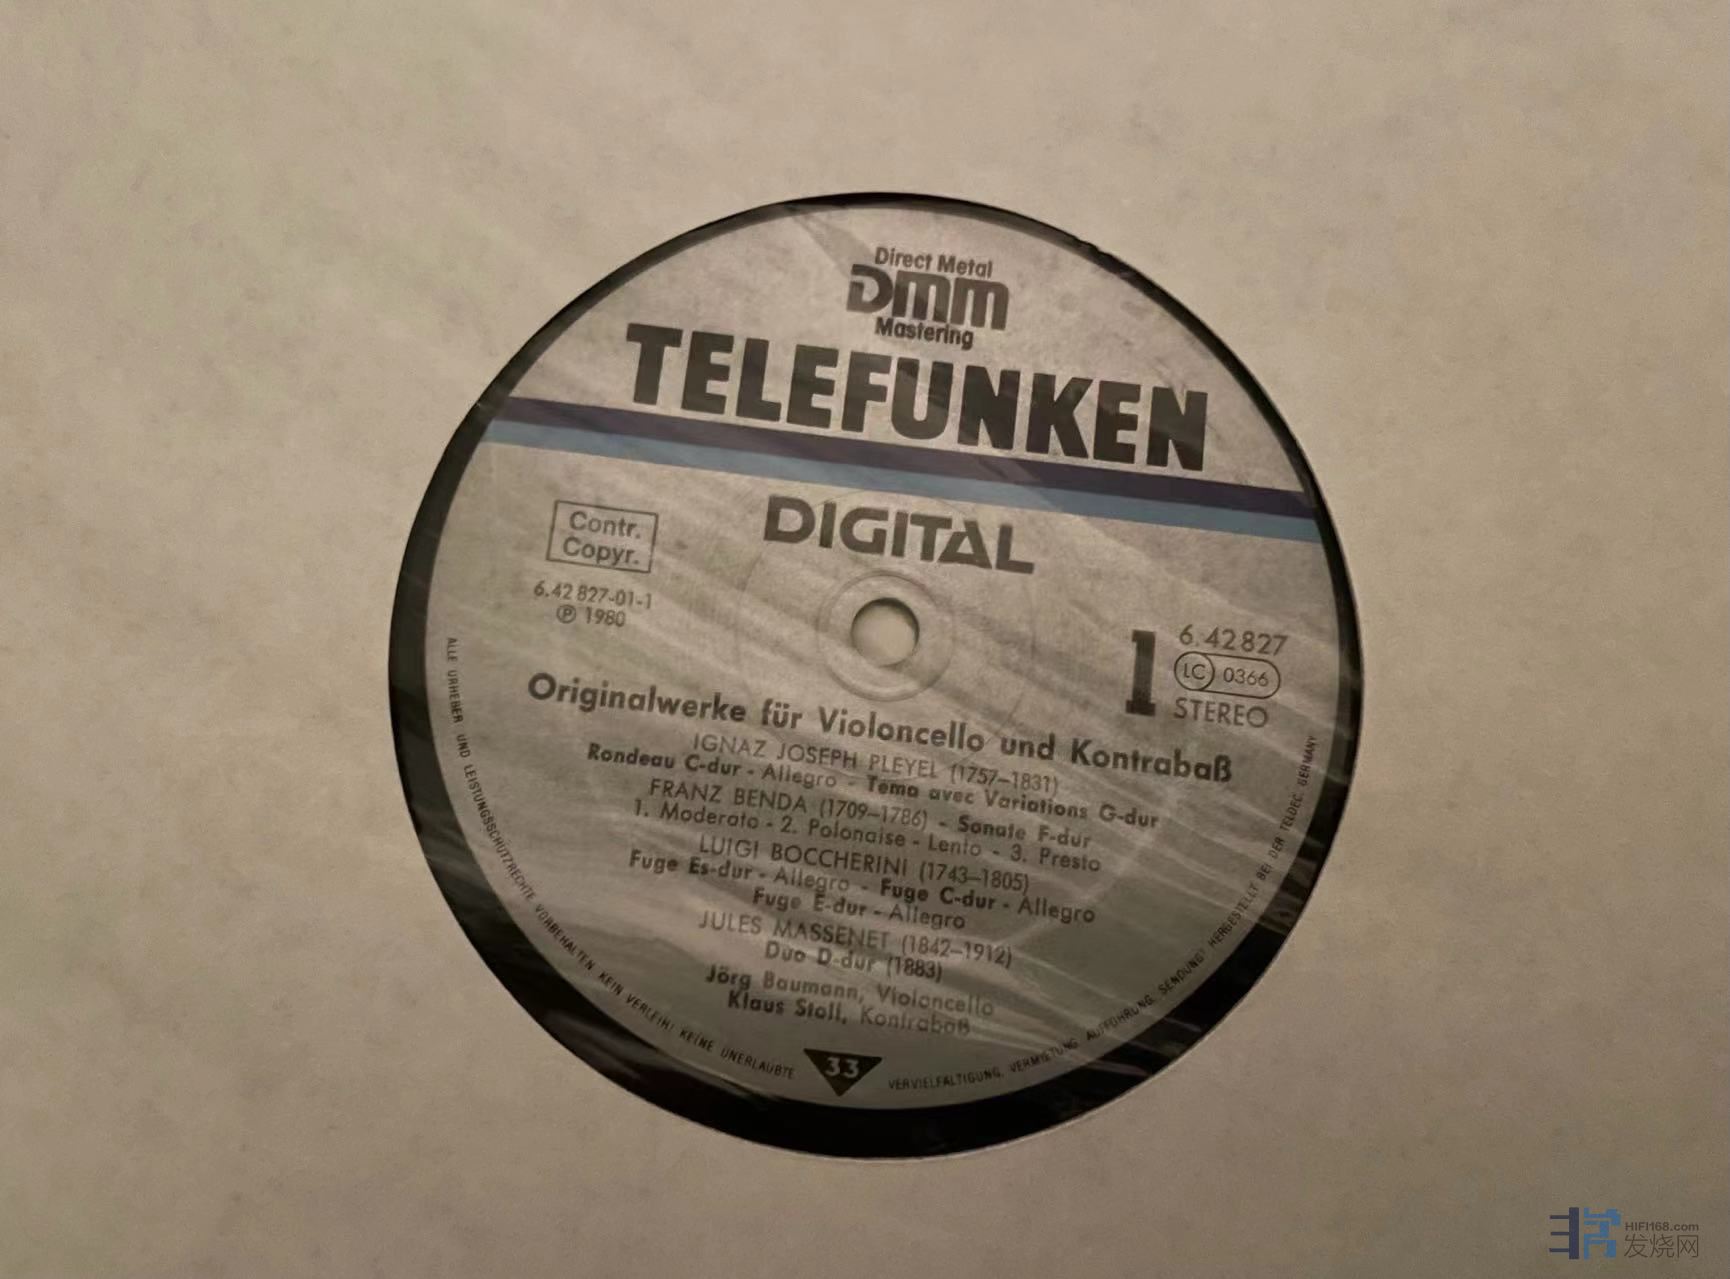 Direct Metal
DMM
Mastering
TELEFUNKEN
DIGITAL
Contr.
Copyr.
6.42 827-01-1
℗ 1980
1
6.42827
LC 0366
STEREO
Originalwerke für Violoncello und Kontrabaß
IGNAZ JOSEPH PLEYEL (1757–1831)
Rondeau C-dur - Allegro - Tema avec Variations G-dur
FRANZ BENDA (1709–1786) - Sonate F-dur
1. Moderato - 2. Polonaise - Lento - 3. Presto
LUIGI BOCCHERINI (1743–1805)
Fuge Es-dur - Allegro - Fuge C-dur - Allegro
Fuge E-dur - Allegro
JULES MASSENET (1842–1912)
Duo D-dur (1883)
Jörg Baumann, Violoncello
Klaus Stoll, Kontrabaß
33
ALLE URHEBER UND LEISTUNGSSCHUTZRECHTE VORBEHALTEN KEIN VERLEIH! KEINE UNERLAUBTE VERVIELFÄLTIGUNG, VERMIETUNG AUFFÜHRUNG, SENDUNG! HERGESTELLT BEI DER TELDEC. GERMANY
HIFI168.com
发烧网